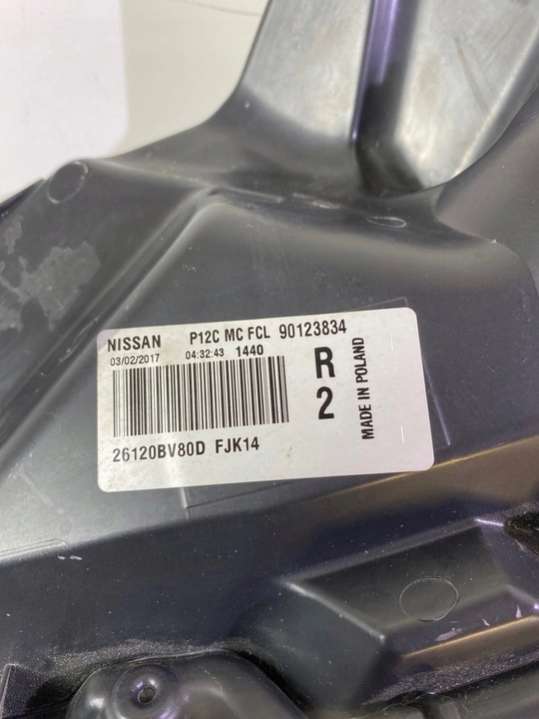 NISSAN P12C MC FCL 90123834
03/02/2017 04:32:43 1440
R
2
MADE IN POLAND
26120BV80D FJK14